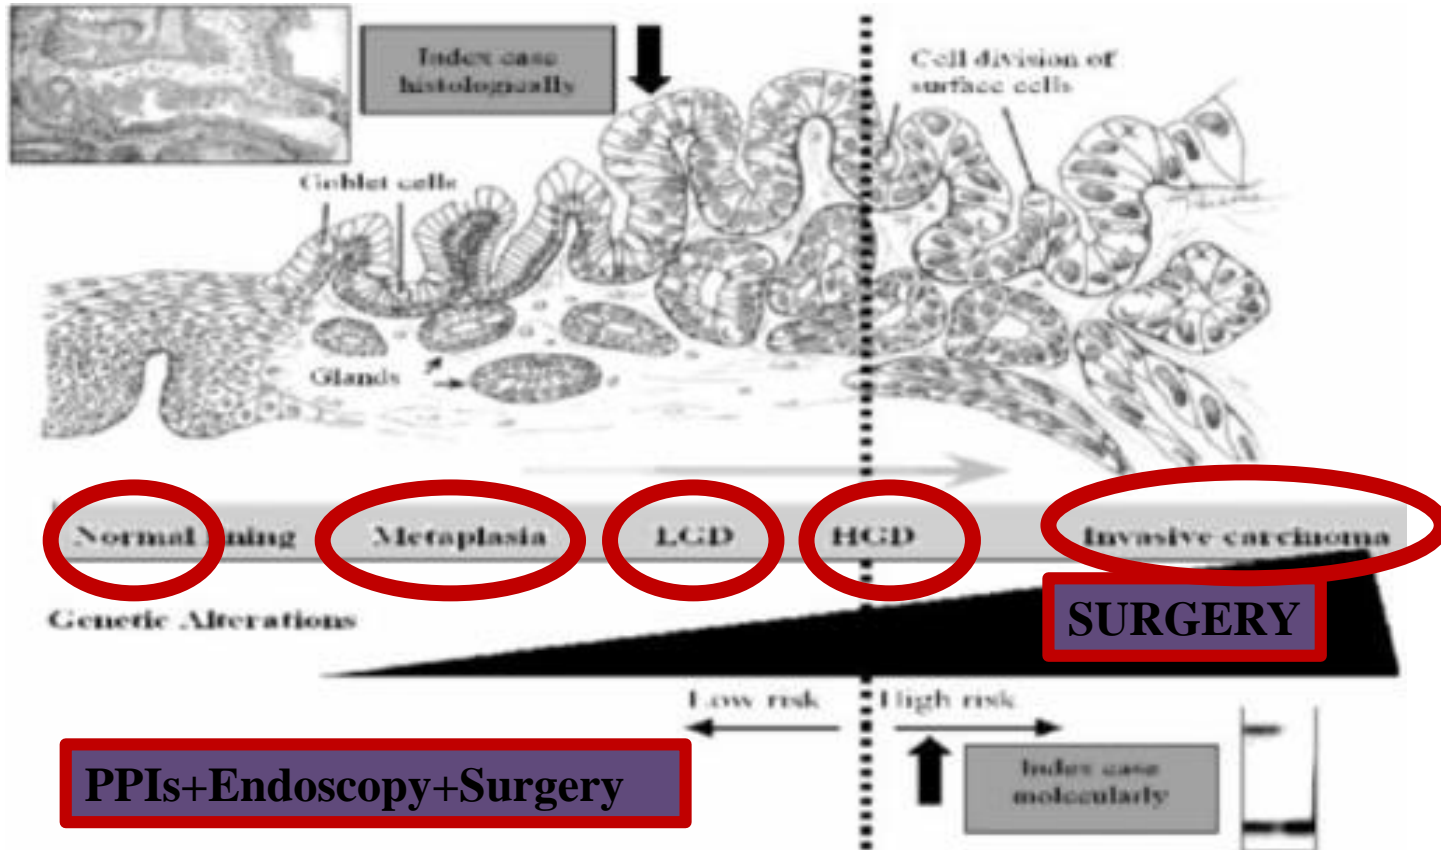 Index case
histologically
Cell division of
surface cells
Goblet cells
Glands
Normal lining
Metaplasia
LGD
HGD
Invasive carcinoma
Genetic Alterations
SURGERY
Low risk
High risk
PPIs+Endoscopy+Surgery
Index case
molecularly